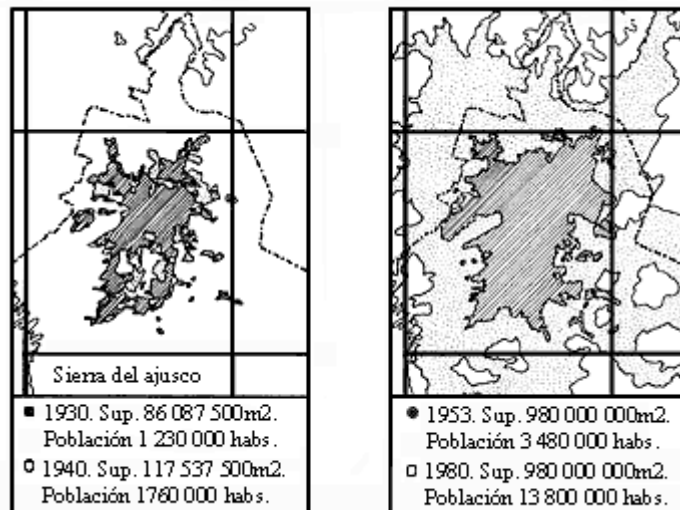 Sierra del ajusco
■ 1930. Sup. 86 087 500m2.
Población 1 230 000 habs.
○ 1940. Sup. 117 537 500m2.
Población 1760 000 habs.
● 1953. Sup. 980 000 000m2.
Población 3 480 000 habs.
□ 1980. Sup. 980 000 000m2.
Población 13 800 000 habs.